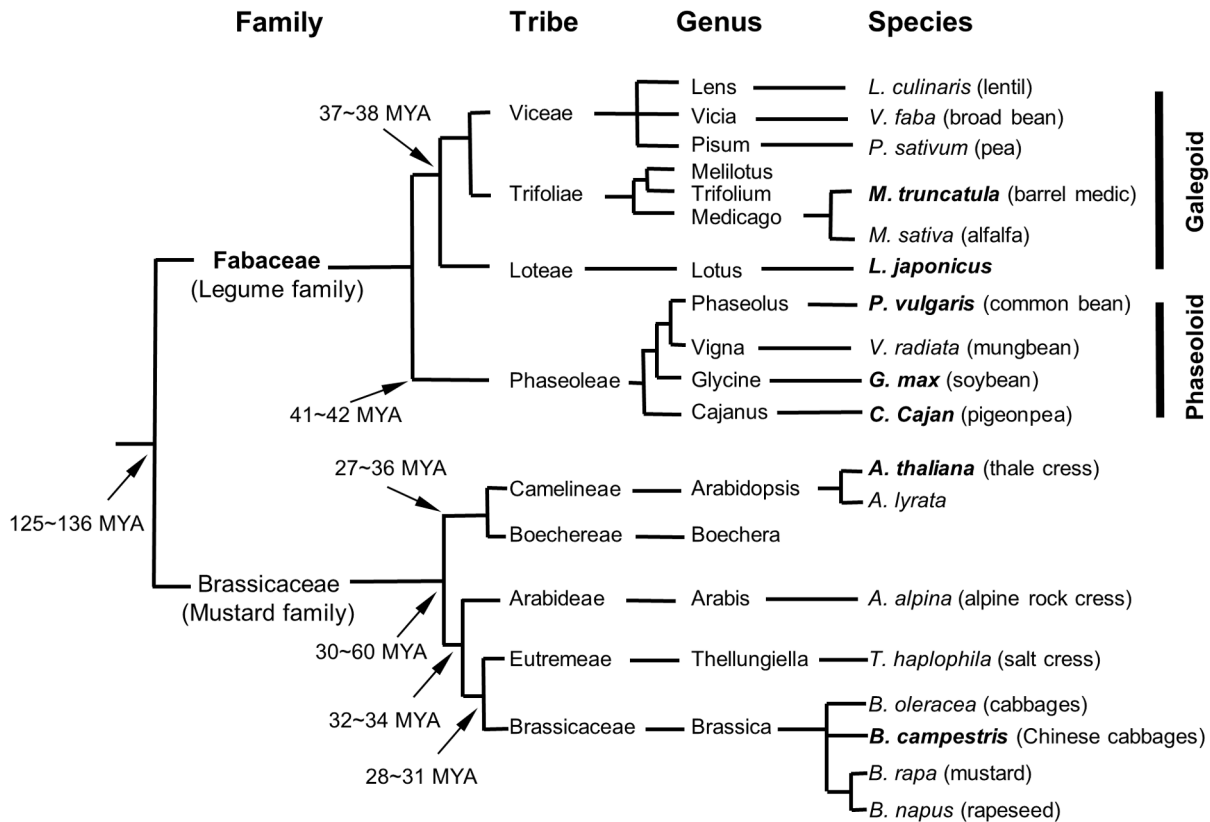 Family Tribe Genus Species
37~38 MYA
Viceae
Lens L. culinaris (lentil)
Vicia V. faba (broad bean)
Pisum P. sativum (pea)
Trifoliae
Melilotus
Trifolium
Medicago
M. truncatula (barrel medic)
M. sativa (alfalfa)
Loteae Lotus L. japonicus
Galegoid
Fabaceae
(Legume family)
41~42 MYA
Phaseoleae
Phaseolus P. vulgaris (common bean)
Vigna V. radiata (mungbean)
Glycine G. max (soybean)
Cajanus C. Cajan (pigeonpea)
Phaseoloid
125~136 MYA
27~36 MYA
Camelineae Arabidopsis
A. thaliana (thale cress)
A. lyrata
Boechereae Boechera
Brassicaceae
(Mustard family)
Arabideae Arabis A. alpina (alpine rock cress)
30~60 MYA
Eutremeae Thellungiella T. haplophila (salt cress)
32~34 MYA
Brassicaceae Brassica
B. oleracea (cabbages)
B. campestris (Chinese cabbages)
B. rapa (mustard)
B. napus (rapeseed)
28~31 MYA